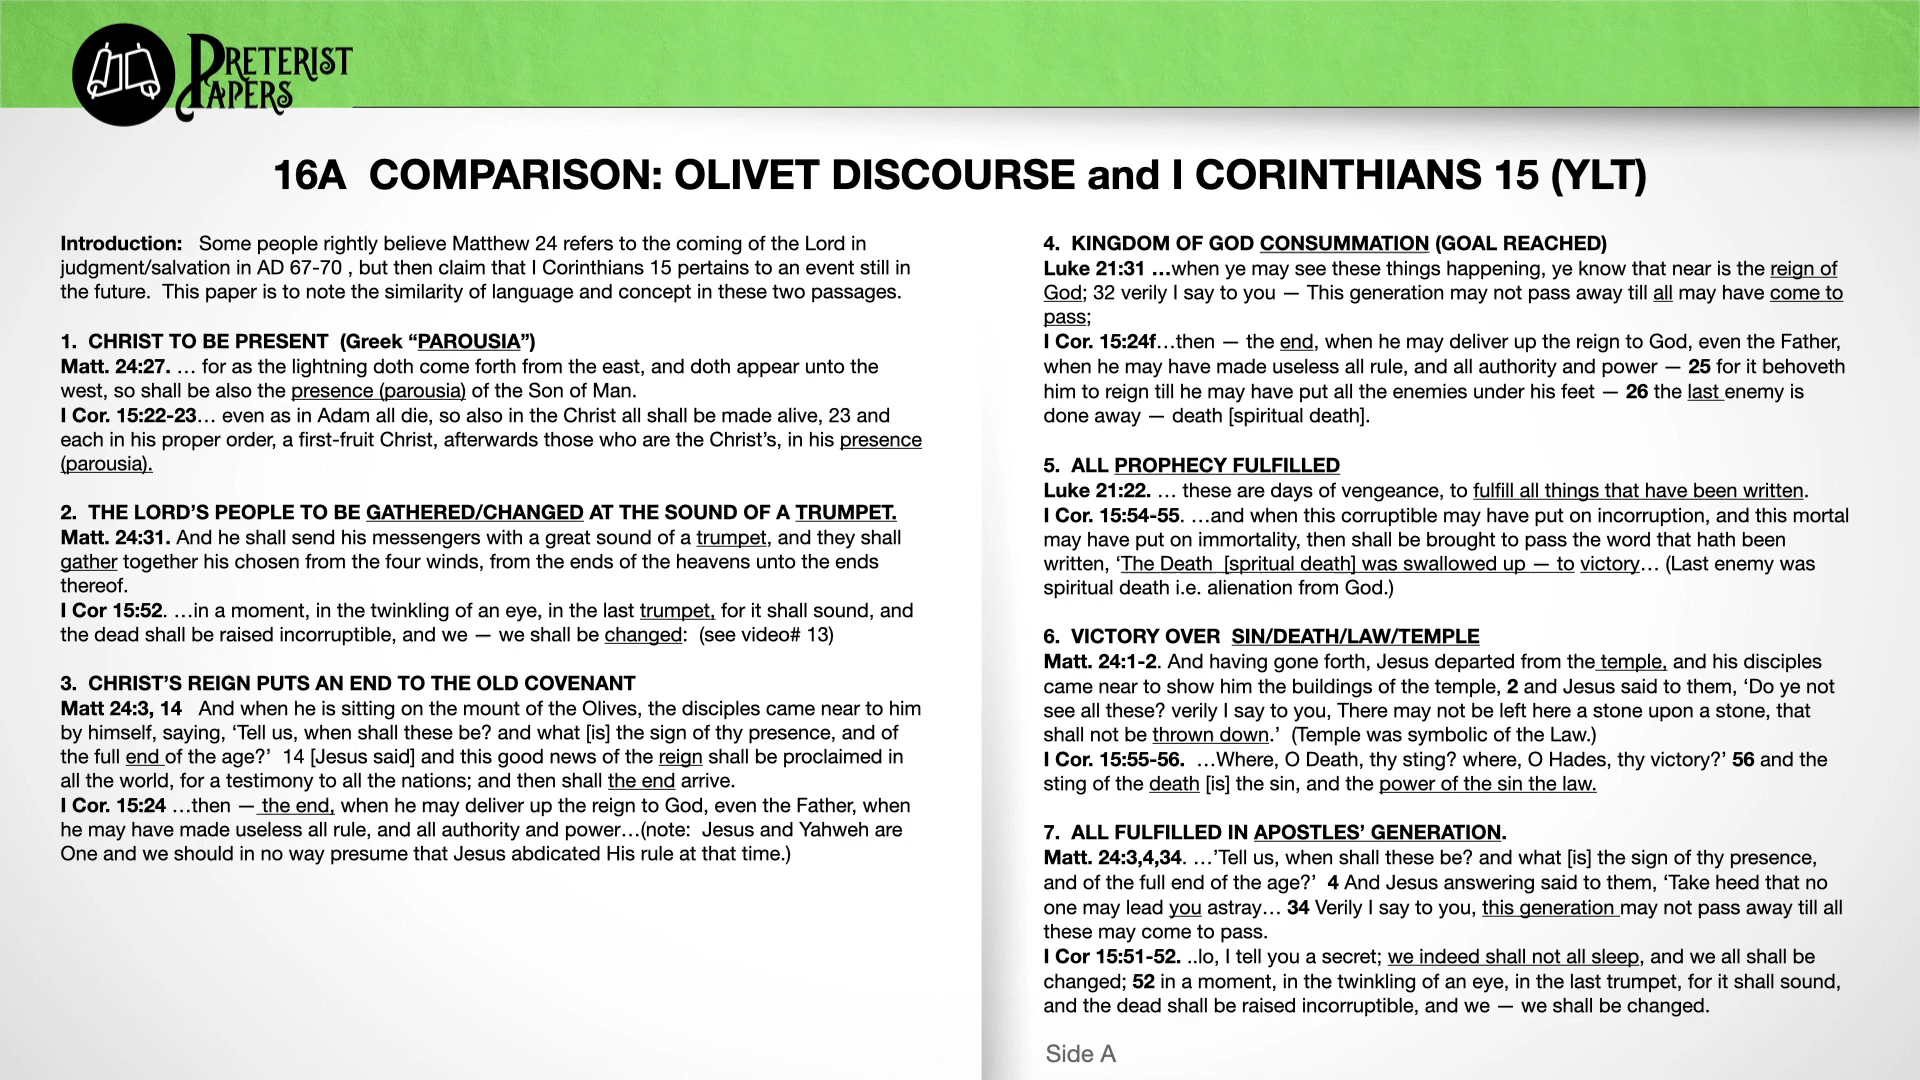 PRETERIST
PAPERS
16A  COMPARISON: OLIVET DISCOURSE and I CORINTHIANS 15 (YLT)
Introduction:   Some people rightly believe Matthew 24 refers to the coming of the Lord in
judgment/salvation in AD 67-70 , but then claim that I Corinthians 15 pertains to an event still in
the future.  This paper is to note the similarity of language and concept in these two passages.
1.  CHRIST TO BE PRESENT  (Greek “PAROUSIA”)
Matt. 24:27. … for as the lightning doth come forth from the east, and doth appear unto the
west, so shall be also the presence (parousia) of the Son of Man.
I Cor. 15:22-23… even as in Adam all die, so also in the Christ all shall be made alive, 23 and
each in his proper order, a first-fruit Christ, afterwards those who are the Christ’s, in his presence
(parousia).
2.  THE LORD’S PEOPLE TO BE GATHERED/CHANGED AT THE SOUND OF A TRUMPET.
Matt. 24:31. And he shall send his messengers with a great sound of a trumpet, and they shall
gather together his chosen from the four winds, from the ends of the heavens unto the ends
thereof.
I Cor 15:52. …in a moment, in the twinkling of an eye, in the last trumpet, for it shall sound, and
the dead shall be raised incorruptible, and we — we shall be changed:  (see video# 13)
3.  CHRIST’S REIGN PUTS AN END TO THE OLD COVENANT
Matt 24:3, 14   And when he is sitting on the mount of the Olives, the disciples came near to him
by himself, saying, ‘Tell us, when shall these be? and what [is] the sign of thy presence, and of
the full end of the age?’  14 [Jesus said] and this good news of the reign shall be proclaimed in
all the world, for a testimony to all the nations; and then shall the end arrive.
I Cor. 15:24 …then — the end, when he may deliver up the reign to God, even the Father, when
he may have made useless all rule, and all authority and power…(note:  Jesus and Yahweh are
One and we should in no way presume that Jesus abdicated His rule at that time.)
4.  KINGDOM OF GOD CONSUMMATION (GOAL REACHED)
Luke 21:31 …when ye may see these things happening, ye know that near is the reign of
God; 32 verily I say to you — This generation may not pass away till all may have come to
pass;
I Cor. 15:24f…then — the end, when he may deliver up the reign to God, even the Father,
when he may have made useless all rule, and all authority and power — 25 for it behoveth
him to reign till he may have put all the enemies under his feet — 26 the last enemy is
done away — death [spiritual death].
5.  ALL PROPHECY FULFILLED
Luke 21:22. … these are days of vengeance, to fulfill all things that have been written.
I Cor. 15:54-55. …and when this corruptible may have put on incorruption, and this mortal
may have put on immortality, then shall be brought to pass the word that hath been
written, ‘The Death  [spritual death] was swallowed up — to victory… (Last enemy was
spiritual death i.e. alienation from God.)
6.  VICTORY OVER  SIN/DEATH/LAW/TEMPLE
Matt. 24:1-2. And having gone forth, Jesus departed from the temple, and his disciples
came near to show him the buildings of the temple, 2 and Jesus said to them, ‘Do ye not
see all these? verily I say to you, There may not be left here a stone upon a stone, that
shall not be thrown down.’  (Temple was symbolic of the Law.)
I Cor. 15:55-56.  …Where, O Death, thy sting? where, O Hades, thy victory?’ 56 and the
sting of the death [is] the sin, and the power of the sin the law.
7.  ALL FULFILLED IN APOSTLES’ GENERATION.
Matt. 24:3,4,34. …’Tell us, when shall these be? and what [is] the sign of thy presence,
and of the full end of the age?’  4 And Jesus answering said to them, ‘Take heed that no
one may lead you astray… 34 Verily I say to you, this generation may not pass away till all
these may come to pass.
I Cor 15:51-52. ..lo, I tell you a secret; we indeed shall not all sleep, and we all shall be
changed; 52 in a moment, in the twinkling of an eye, in the last trumpet, for it shall sound,
and the dead shall be raised incorruptible, and we — we shall be changed.
Side A